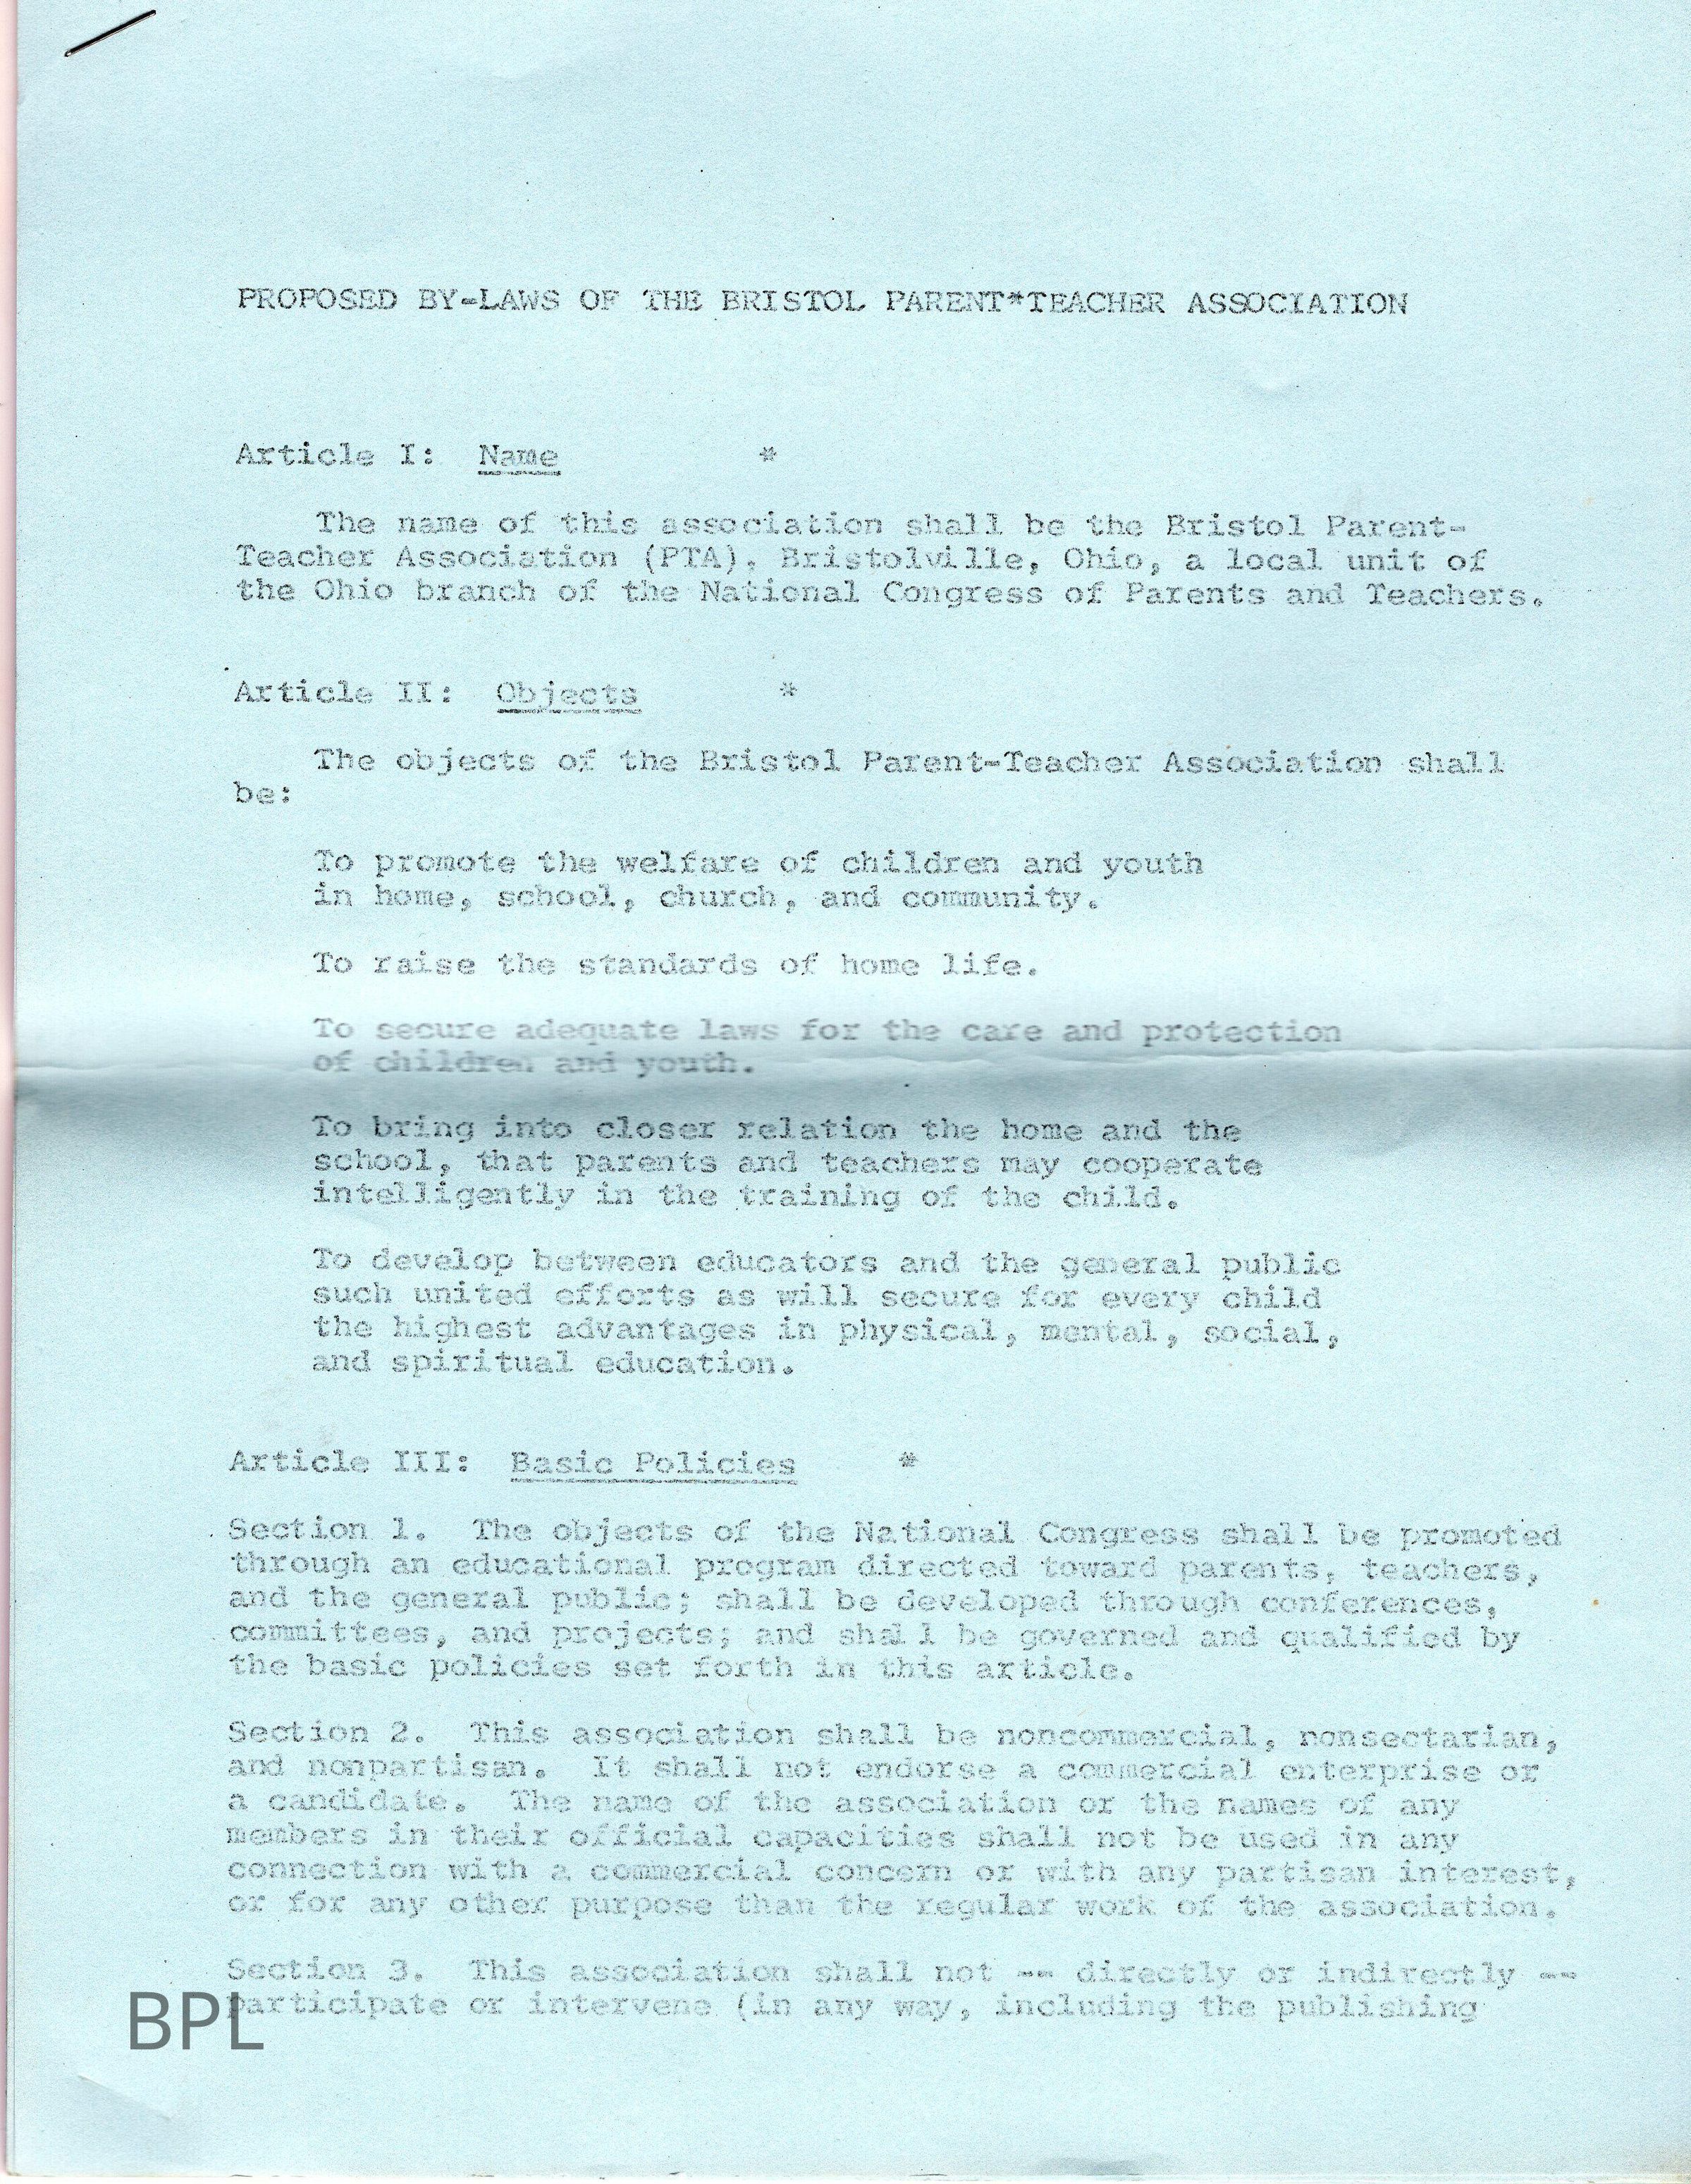 PROPOSED BY-LAWS OF THE BRISTOL PARENT*TEACHER ASSOCIATION
Article I: Name *
The name of this association shall be the Bristol Parent-
Teacher Association (PTA), Bristolville, Ohio, a local unit of
the Ohio branch of the National Congress of Parents and Teachers.
Article II: Objects *
The objects of the Bristol Parent-Teacher Association shall
be:
To promote the welfare of children and youth
in home, school, church, and community.
To raise the standards of home life.
To secure adequate laws for the care and protection
of children and youth.
To bring into closer relation the home and the
school, that parents and teachers may cooperate
intelligently in the training of the child.
To develop between educators and the general public
such united efforts as will secure for every child
the highest advantages in physical, mental, social,
and spiritual education.
Article III: Basic Policies *
Section 1. The objects of the National Congress shall be promoted
through an educational program directed toward parents, teachers,
and the general public; shall be developed through conferences,
committees, and projects; and shall be governed and qualified by
the basic policies set forth in this article.
Section 2. This association shall be noncommercial, nonsectarian,
and nonpartisan. It shall not endorse a commercial enterprise or
a candidate. The name of the association or the names of any
members in their official capacities shall not be used in any
connection with a commercial concern or with any partisan interest,
or for any other purpose than the regular work of the association.
Section 3. This association shall not -- directly or indirectly --
participate or intervene (in any way, including the publishing
BPL